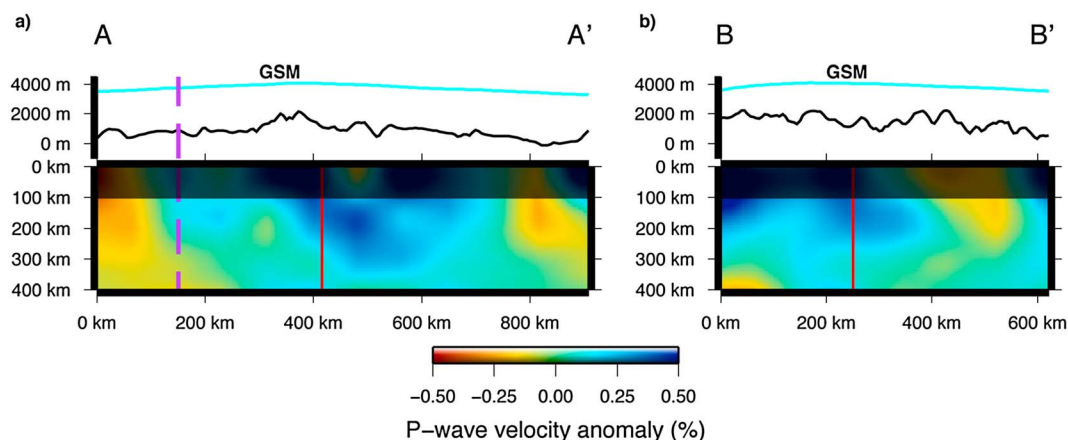 a)
A
A'
GSM
4000 m
2000 m
0 m
0 km
100 km
200 km
300 km
400 km
0 km
200 km
400 km
600 km
800 km
b)
B
B'
GSM
4000 m
2000 m
0 m
0 km
100 km
200 km
300 km
400 km
0 km
200 km
400 km
600 km
−0.50
−0.25
0.00
0.25
0.50
P−wave velocity anomaly (%)